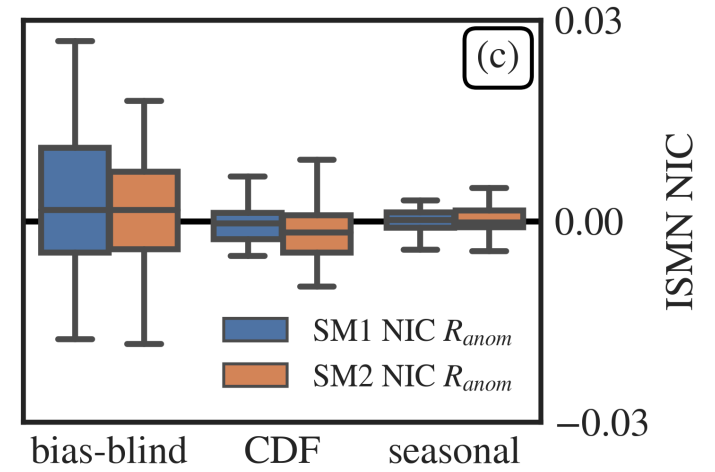 0.03
(c)
0.00
ISMN NIC
SM1 NIC R_anom
SM2 NIC R_anom
−0.03
bias-blind CDF seasonal